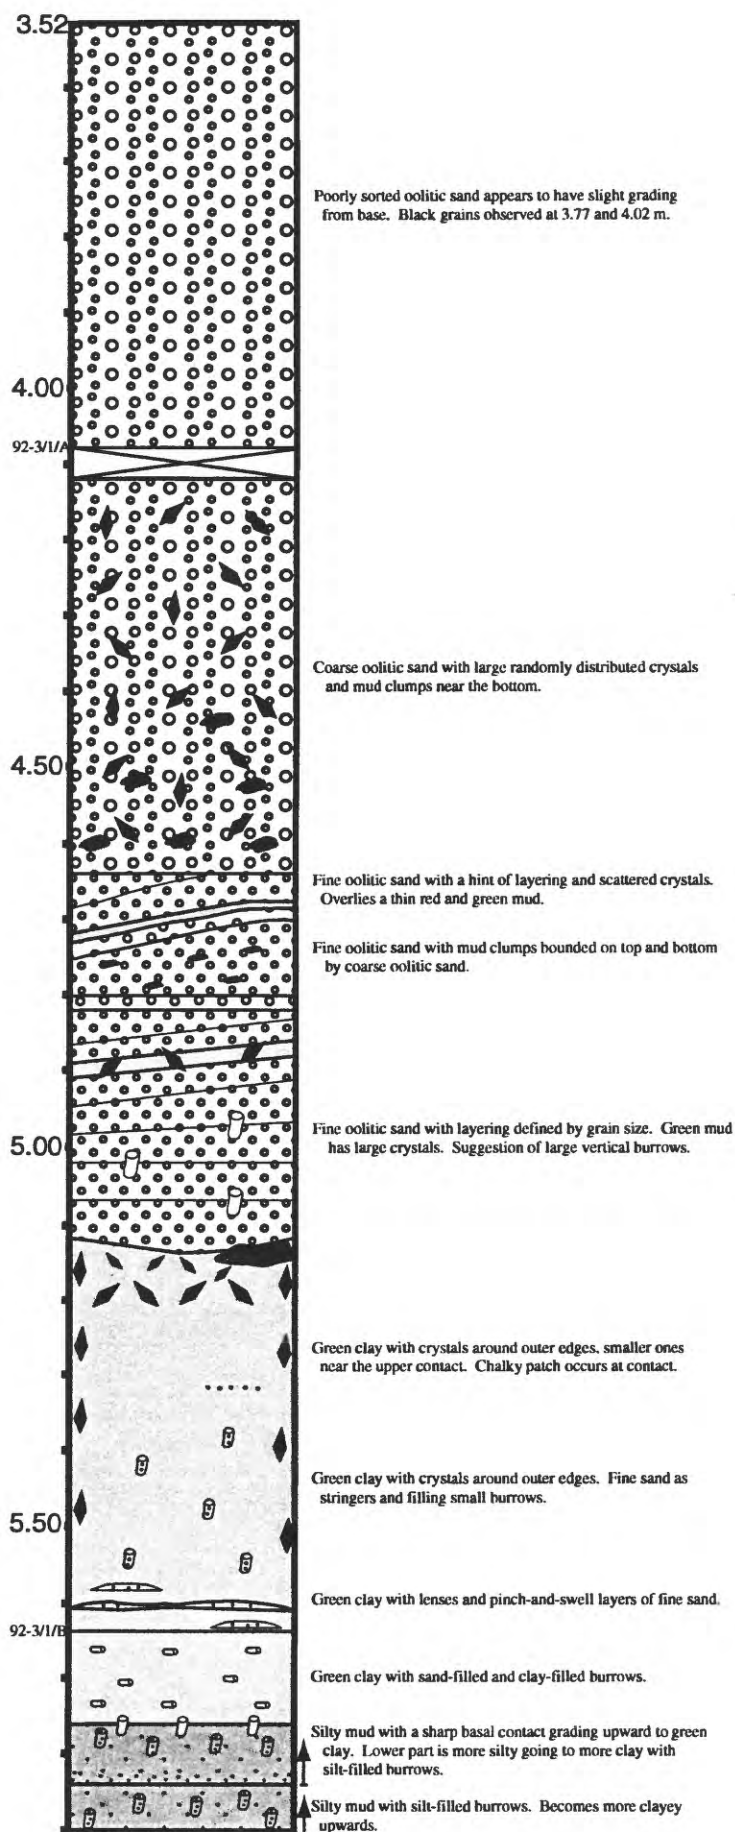 3.52
Poorly sorted oolitic sand appears to have slight grading
from base. Black grains observed at 3.77 and 4.02 m.
4.00
92-3/1/A
Coarse oolitic sand with large randomly distributed crystals
and mud clumps near the bottom.
4.50
Fine oolitic sand with a hint of layering and scattered crystals.
Overlies a thin red and green mud.
Fine oolitic sand with mud clumps bounded on top and bottom
by coarse oolitic sand.
Fine oolitic sand with layering defined by grain size. Green mud
has large crystals. Suggestion of large vertical burrows.
5.00
Green clay with crystals around outer edges, smaller ones
near the upper contact. Chalky patch occurs at contact.
Green clay with crystals around outer edges. Fine sand as
stringers and filling small burrows.
5.50
Green clay with lenses and pinch-and-swell layers of fine sand.
92-3/1/B
Green clay with sand-filled and clay-filled burrows.
Silty mud with a sharp basal contact grading upward to green
clay. Lower part is more silty going to more clay with
silt-filled burrows.
Silty mud with silt-filled burrows. Becomes more clayey
upwards.